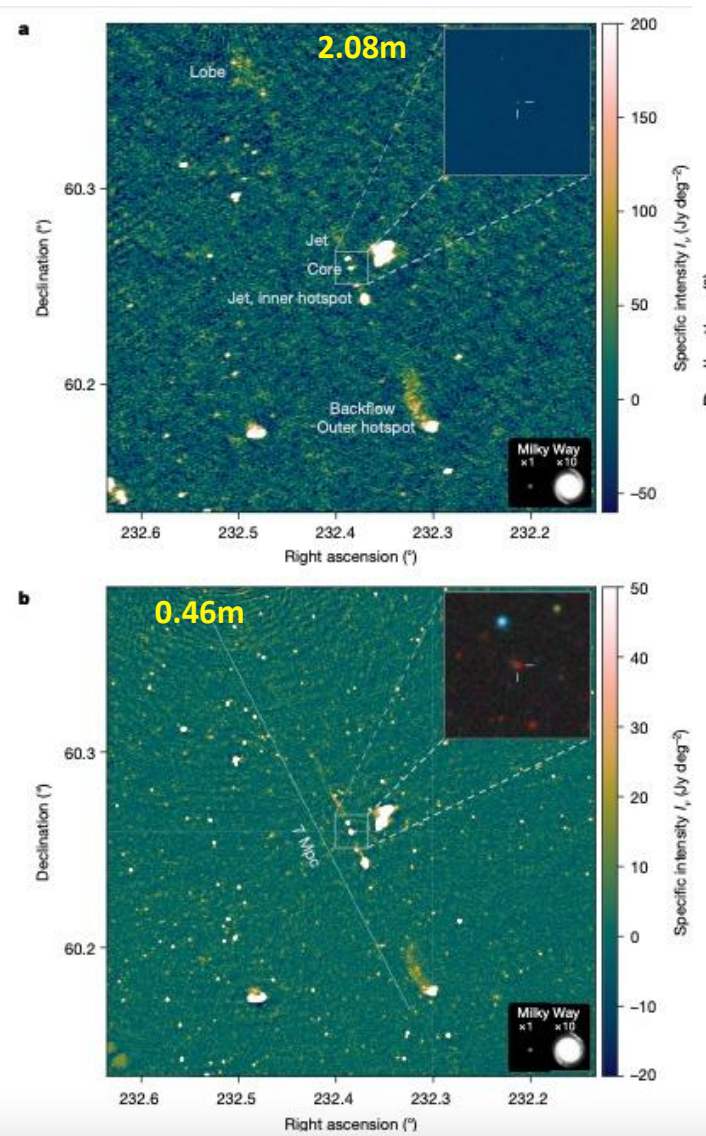 a
2.08m
Lobe
Jet
Core
Jet, inner hotspot
Backflow
Outer hotspot
Milky Way
×1 ×10
60.3
60.2
Declination (°)
232.6 232.5 232.4 232.3 232.2
Right ascension (°)
200
150
100
50
0
−50
Specific intensity Iν (Jy deg−2)
b
0.46m
7 Mpc
Milky Way
×1 ×10
60.3
60.2
Declination (°)
232.6 232.5 232.4 232.3 232.2
Right ascension (°)
50
40
30
20
10
0
−10
−20
Specific intensity Iν (Jy deg−2)